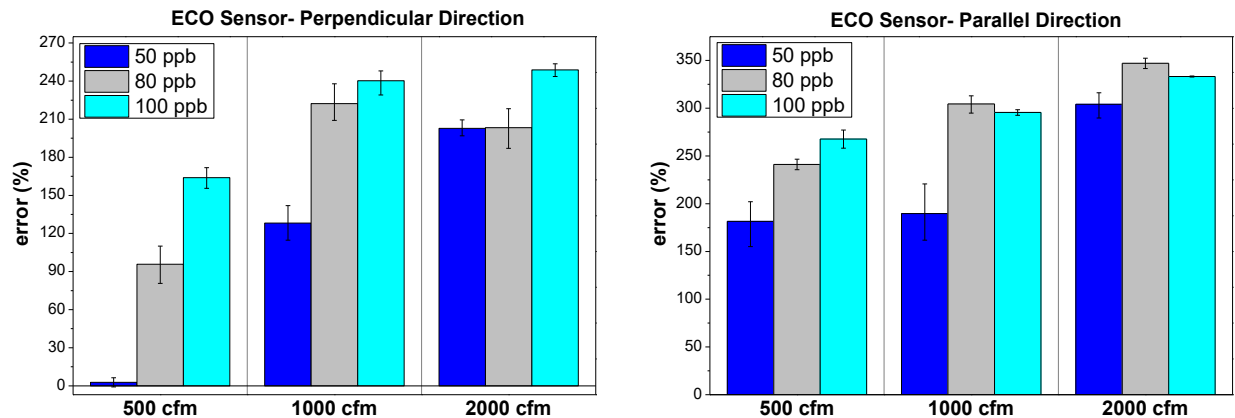 ECO Sensor- Perpendicular Direction
270
240
210
180
150
120
90
60
30
0
error (%)
50 ppb
80 ppb
100 ppb
500 cfm
1000 cfm
2000 cfm
ECO Sensor- Parallel Direction
350
300
250
200
150
100
50
0
error (%)
50 ppb
80 ppb
100 ppb
500 cfm
1000 cfm
2000 cfm